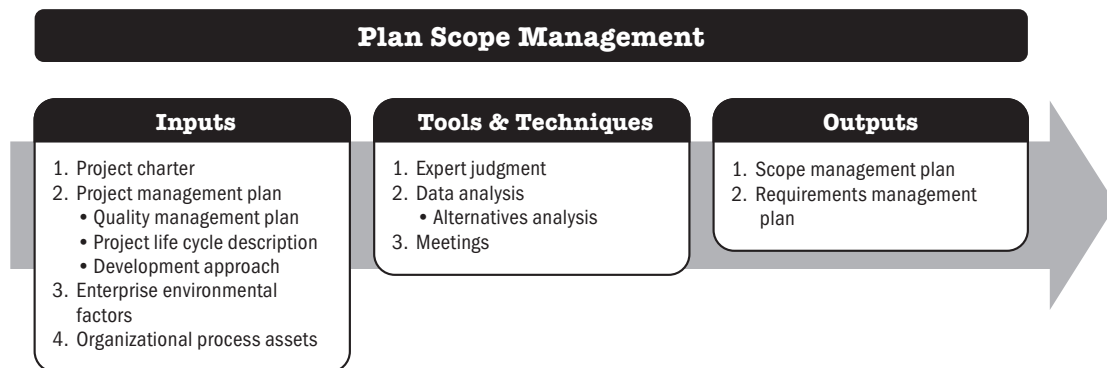 Plan Scope Management
Inputs
1. Project charter
2. Project management plan
• Quality management plan
• Project life cycle description
• Development approach
3. Enterprise environmental
factors
4. Organizational process assets
Tools & Techniques
1. Expert judgment
2. Data analysis
• Alternatives analysis
3. Meetings
Outputs
1. Scope management plan
2. Requirements management
plan